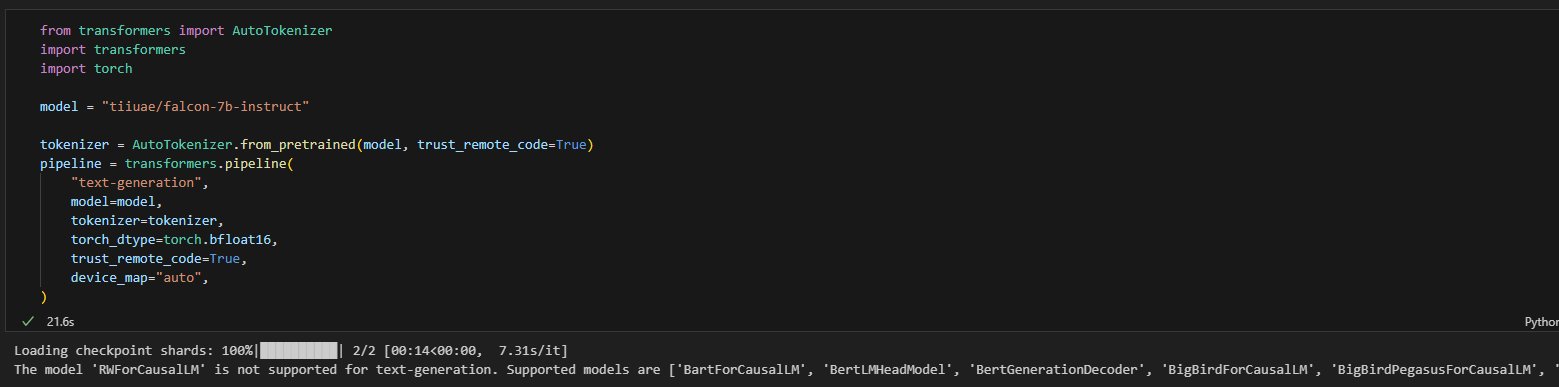 from transformers import AutoTokenizer
import transformers
import torch
model = "tiiuae/falcon-7b-instruct"
tokenizer = AutoTokenizer.from_pretrained(model, trust_remote_code=True)
pipeline = transformers.pipeline(
"text-generation",
model=model,
tokenizer=tokenizer,
torch_dtype=torch.bfloat16,
trust_remote_code=True,
device_map="auto",
)
21.6s
Python
Loading checkpoint shards: 100%|██████████| 2/2 [00:14<00:00, 7.31s/it]
The model 'RWForCausalLM' is not supported for text-generation. Supported models are ['BartForCausalLM', 'BertLMHeadModel', 'BertGenerationDecoder', 'BigBirdForCausalLM', 'BigBirdPegasusForCausalLM', '